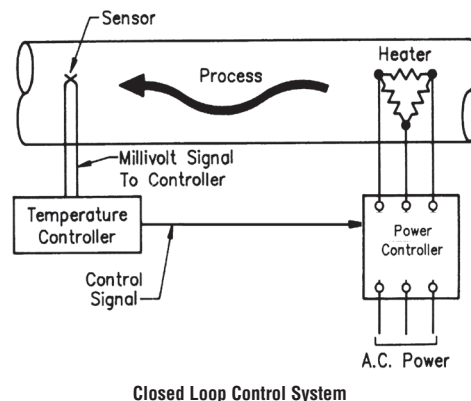 Sensor
Process
Heater
Millivolt Signal
To Controller
Temperature
Controller
Power
Controller
Control
Signal
A.C. Power
Closed Loop Control System